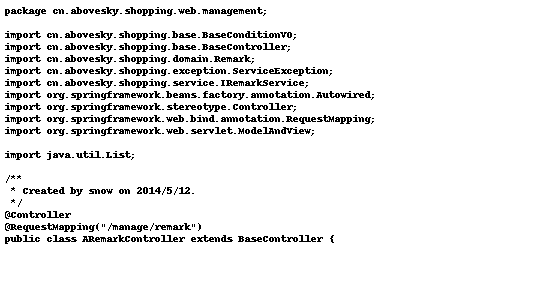 package cn.abovesky.shopping.web.management;

import cn.abovesky.shopping.base.BaseConditionVO;
import cn.abovesky.shopping.base.BaseController;
import cn.abovesky.shopping.domain.Remark;
import cn.abovesky.shopping.exception.ServiceException;
import cn.abovesky.shopping.service.IRemarkService;
import org.springframework.beans.factory.annotation.Autowired;
import org.springframework.stereotype.Controller;
import org.springframework.web.bind.annotation.RequestMapping;
import org.springframework.web.servlet.ModelAndView;

import java.util.List;

/**
 * Created by snow on 2014/5/12.
 */
@Controller
@RequestMapping("/manage/remark")
public class ARemarkController extends BaseController {